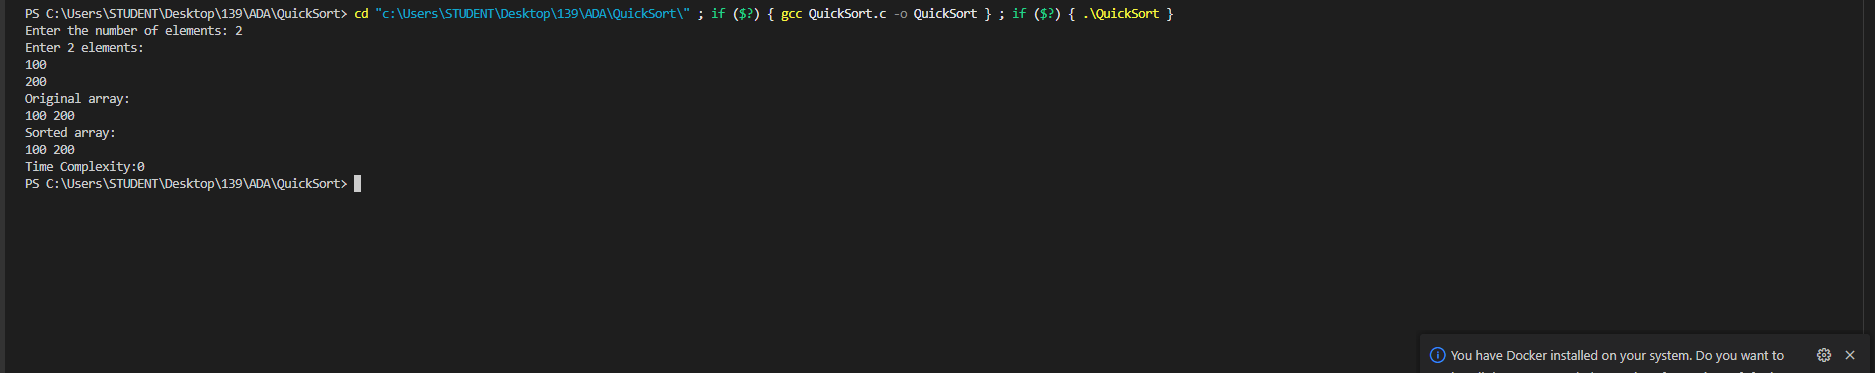 PS C:\Users\STUDENT\Desktop\139\ADA\QuickSort> cd "c:\Users\STUDENT\Desktop\139\ADA\QuickSort\" ; if ($?) { gcc QuickSort.c -o QuickSort } ; if ($?) { .\QuickSort }
Enter the number of elements: 2
Enter 2 elements:
100
200
Original array:
100 200
Sorted array:
100 200
Time Complexity:0
PS C:\Users\STUDENT\Desktop\139\ADA\QuickSort>
You have Docker installed on your system. Do you want to